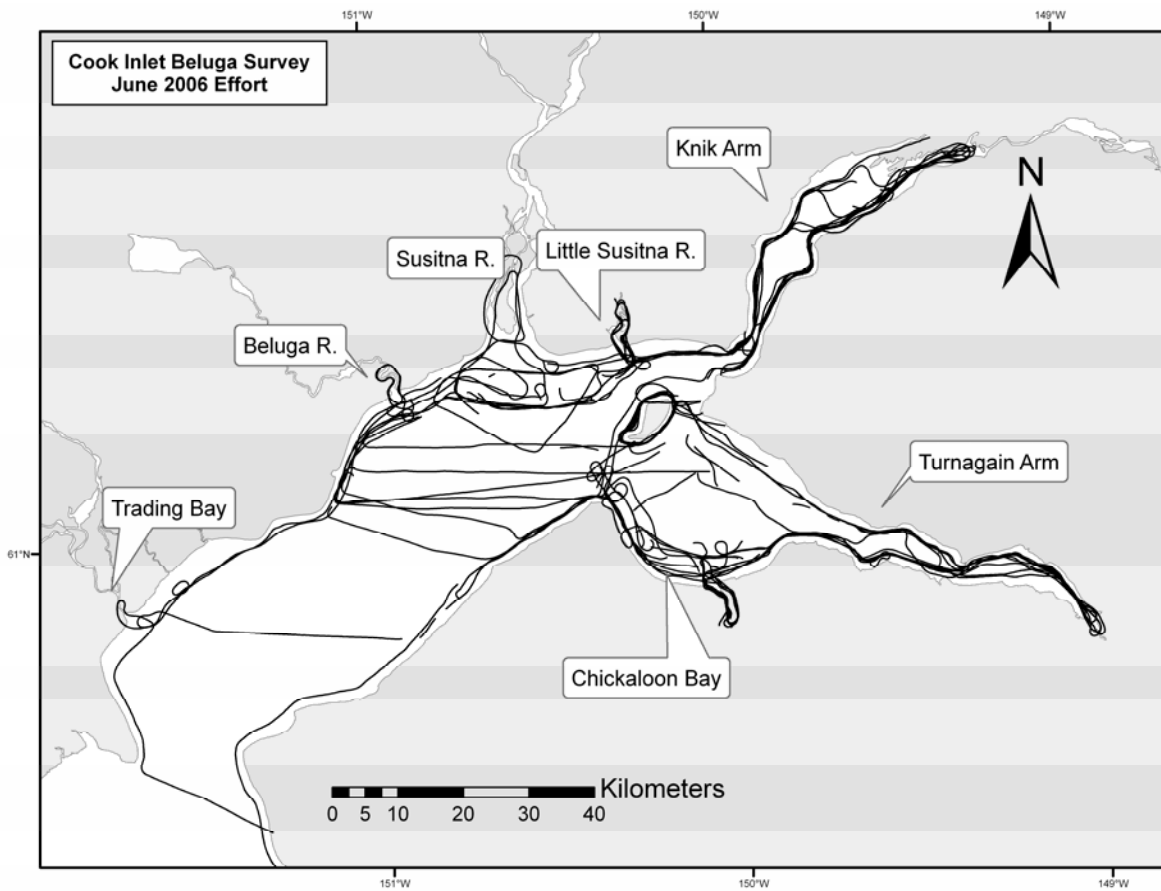 151°W
150°W
149°W
Cook Inlet Beluga Survey
June 2006 Effort
Knik Arm
N
Susitna R.
Little Susitna R.
Beluga R.
Turnagain Arm
Trading Bay
61°N
61°N
Chickaloon Bay
Kilometers
0 5 10 20 30 40
151°W
150°W
149°W